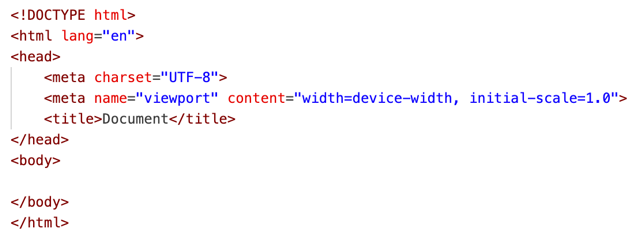 <!DOCTYPE html>
<html lang="en">
<head>
    <meta charset="UTF-8">
    <meta name="viewport" content="width=device-width, initial-scale=1.0">
    <title>Document</title>
</head>
<body>

</body>
</html>